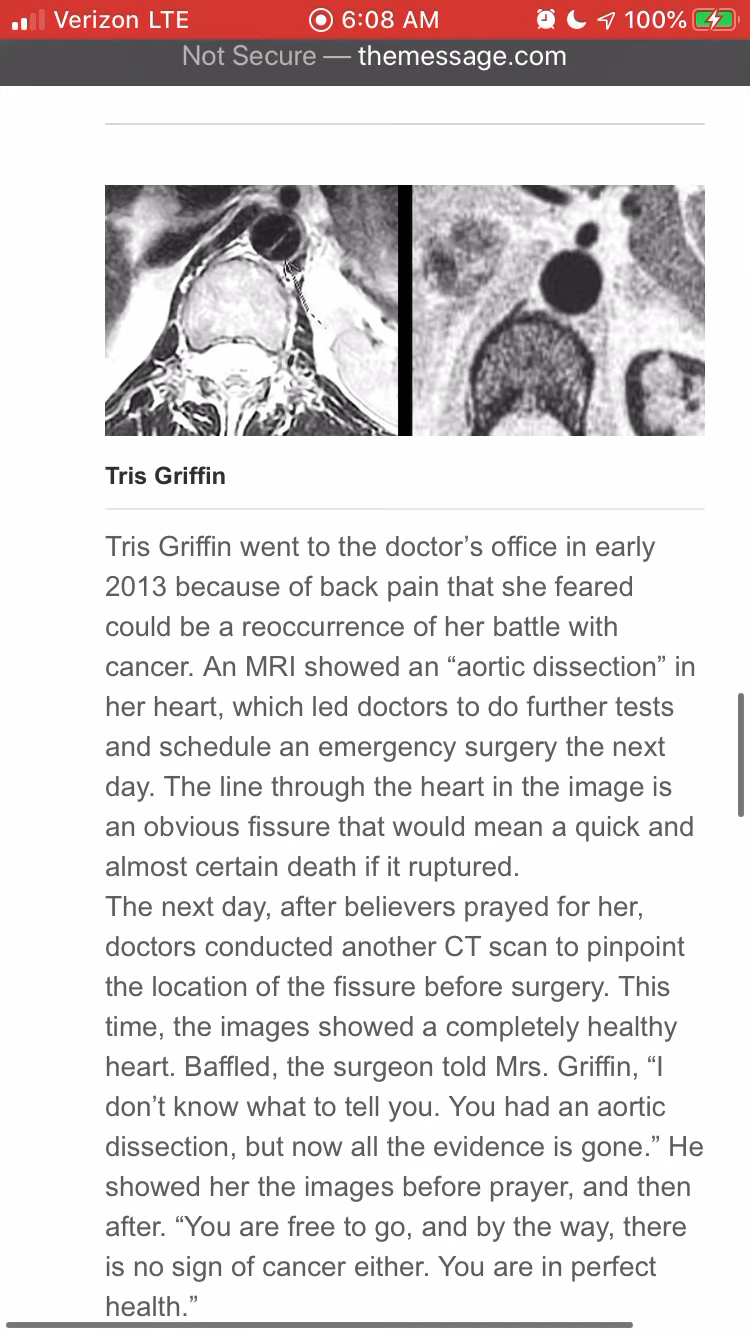 Verizon LTE 6:08 AM 100%
Not Secure — themessage.com
Tris Griffin
Tris Griffin went to the doctor’s office in early
2013 because of back pain that she feared
could be a reoccurrence of her battle with
cancer. An MRI showed an “aortic dissection” in
her heart, which led doctors to do further tests
and schedule an emergency surgery the next
day. The line through the heart in the image is
an obvious fissure that would mean a quick and
almost certain death if it ruptured.
The next day, after believers prayed for her,
doctors conducted another CT scan to pinpoint
the location of the fissure before surgery. This
time, the images showed a completely healthy
heart. Baffled, the surgeon told Mrs. Griffin, “I
don’t know what to tell you. You had an aortic
dissection, but now all the evidence is gone.” He
showed her the images before prayer, and then
after. “You are free to go, and by the way, there
is no sign of cancer either. You are in perfect
health.”